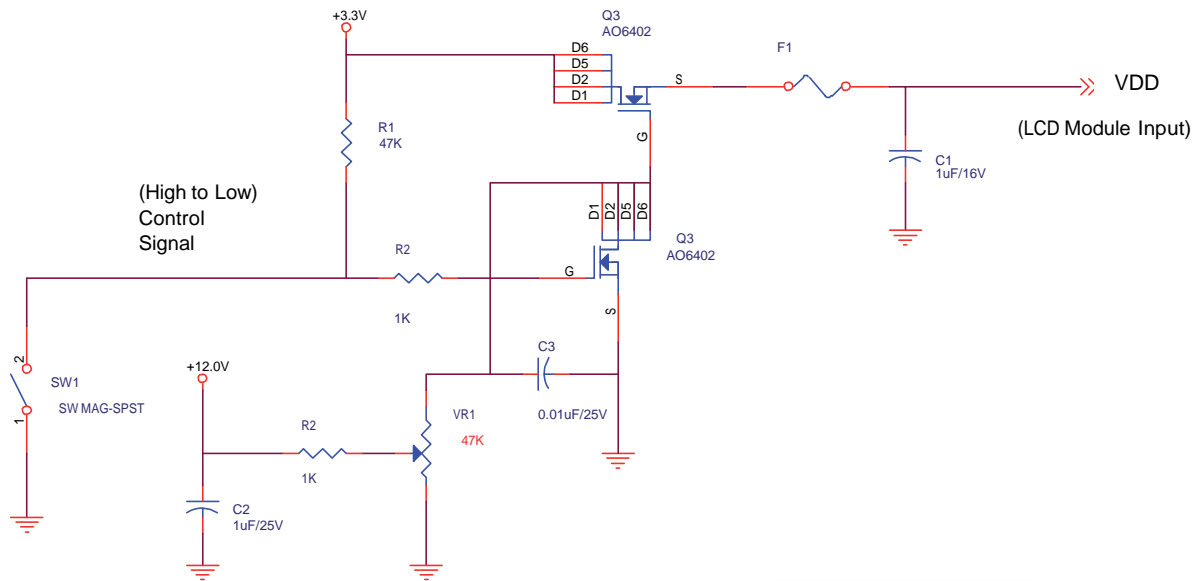 +3.3V
Q3
AO6402
D6
D5
D2
D1
S
G
F1
VDD
(LCD Module Input)
C1
1uF/16V
R1
47K
(High to Low)
Control
Signal
D1
D2
D5
D6
Q3
AO6402
R2
1K
G
S
2
1
SW1
SW MAG-SPST
+12.0V
C3
0.01uF/25V
VR1
47K
R2
1K
C2
1uF/25V